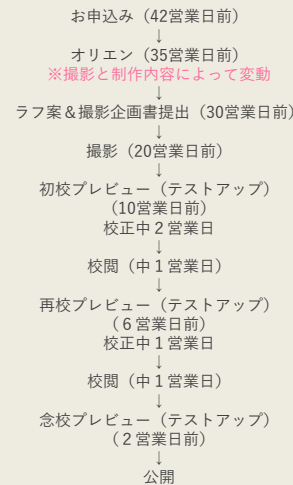 お申込み（42営業日前）
↓
オリエン（35営業日前）
※撮影と制作内容によって変動
↓
ラフ案＆撮影企画書提出（30営業日前）
↓
撮影（20営業日前）
↓
初校プレビュー（テストアップ）
（10営業日前）
校正中２営業日
↓
校閲（中１営業日）
↓
再校プレビュー（テストアップ）
（６営業日前）
校正中１営業日
↓
校閲（中１営業日）
↓
念校プレビュー（テストアップ）
（２営業日前）
↓
公開